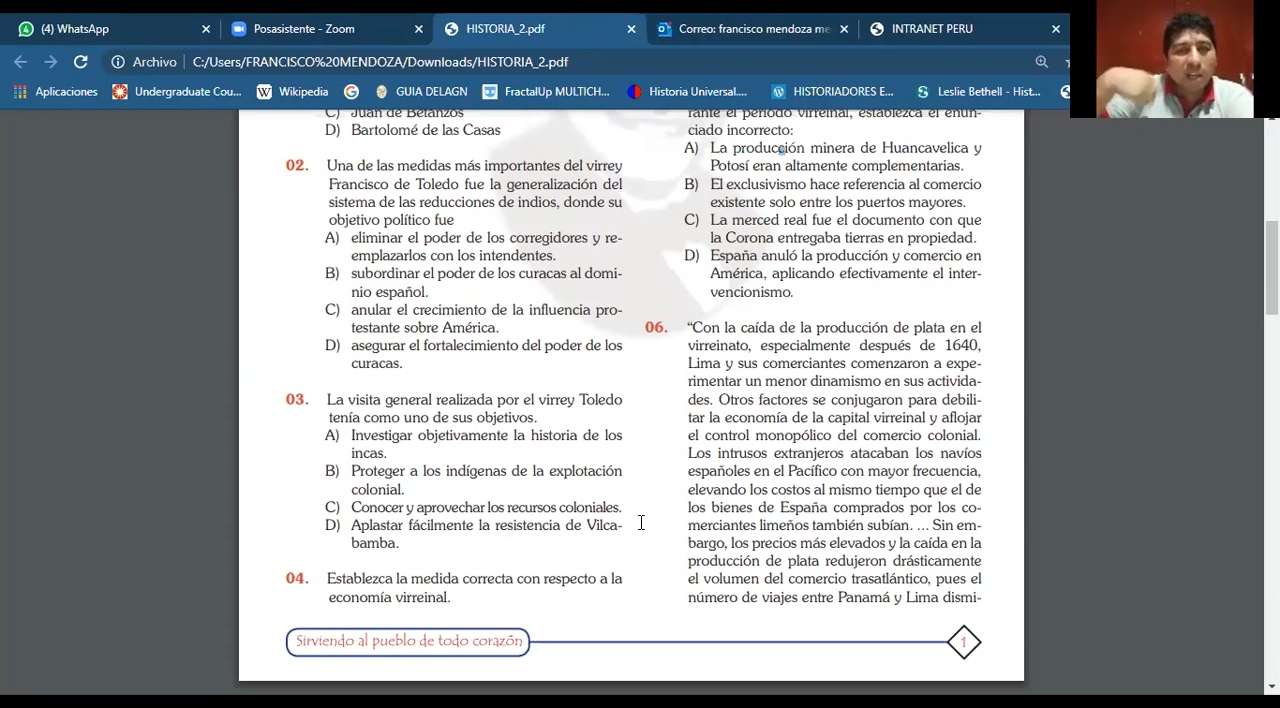 (4) WhatsApp
Posasistente - Zoom
HISTORIA_2.pdf
Correo: francisco mendoza me
INTRANET PERU
Archivo
C:/Users/FRANCISCO%20MENDOZA/Downloads/HISTORIA_2.pdf
Aplicaciones
Undergraduate Cou...
Wikipedia
GUIA DELAGN
FractalUp MULTICH...
Historia Universal....
HISTORIADORES E...
Leslie Bethell - Hist...
C) Juan de Betanzos
D) Bartolomé de las Casas
02. Una de las medidas más importantes del virrey
Francisco de Toledo fue la generalización del
sistema de las reducciones de indios, donde su
objetivo político fue
A) eliminar el poder de los corregidores y re-
emplazarlos con los intendentes.
B) subordinar el poder de los curacas al domi-
nio español.
C) anular el crecimiento de la influencia pro-
testante sobre América.
D) asegurar el fortalecimiento del poder de los
curacas.
03. La visita general realizada por el virrey Toledo
tenía como uno de sus objetivos.
A) Investigar objetivamente la historia de los
incas.
B) Proteger a los indígenas de la explotación
colonial.
C) Conocer y aprovechar los recursos coloniales.
D) Aplastar fácilmente la resistencia de Vilca-
bamba.
04. Establezca la medida correcta con respecto a la
economía virreinal.
rante el periodo virreinal, establezca el enun-
ciado incorrecto:
A) La producción minera de Huancavelica y
Potosí eran altamente complementarias.
B) El exclusivismo hace referencia al comercio
existente solo entre los puertos mayores.
C) La merced real fue el documento con que
la Corona entregaba tierras en propiedad.
D) España anuló la producción y comercio en
América, aplicando efectivamente el inter-
vencionismo.
06. “Con la caída de la producción de plata en el
virreinato, especialmente después de 1640,
Lima y sus comerciantes comenzaron a expe-
rimentar un menor dinamismo en sus activida-
des. Otros factores se conjugaron para debili-
tar la economía de la capital virreinal y aflojar
el control monopólico del comercio colonial.
Los intrusos extranjeros atacaban los navíos
españoles en el Pacífico con mayor frecuencia,
elevando los costos al mismo tiempo que el de
los bienes de España comprados por los co-
merciantes limeños también subían. ... Sin em-
bargo, los precios más elevados y la caída en la
producción de plata redujeron drásticamente
el volumen del comercio trasatlántico, pues el
número de viajes entre Panamá y Lima dismi-
Sirviendo al pueblo de todo corazón
1